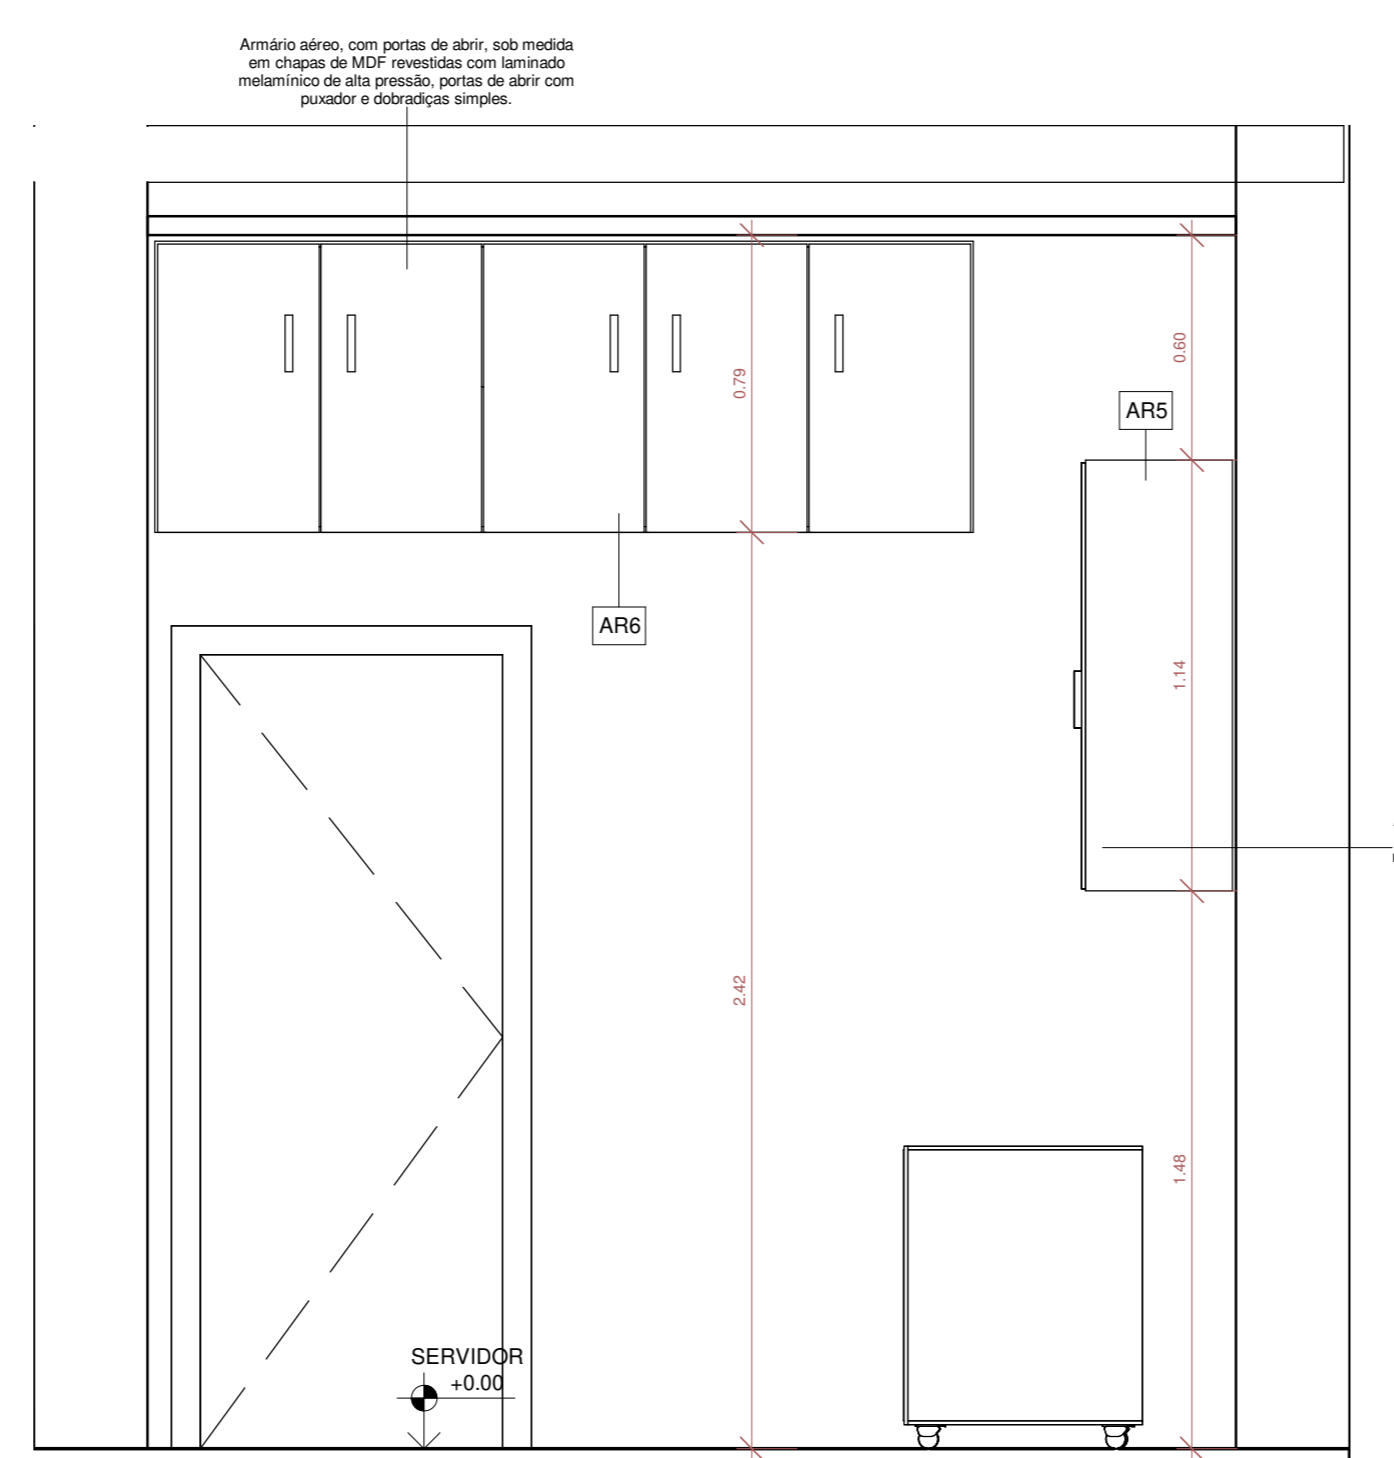 Armário aéreo, com portas de abrir, sob medida
em chapas de MDF revestidas com laminado
melamínico de alta pressão, portas de abrir com
puxador e dobradiças simples.
0.60
0.79
AR5
AR6
1.14
2.42
1.48
SERVIDOR
+0.00